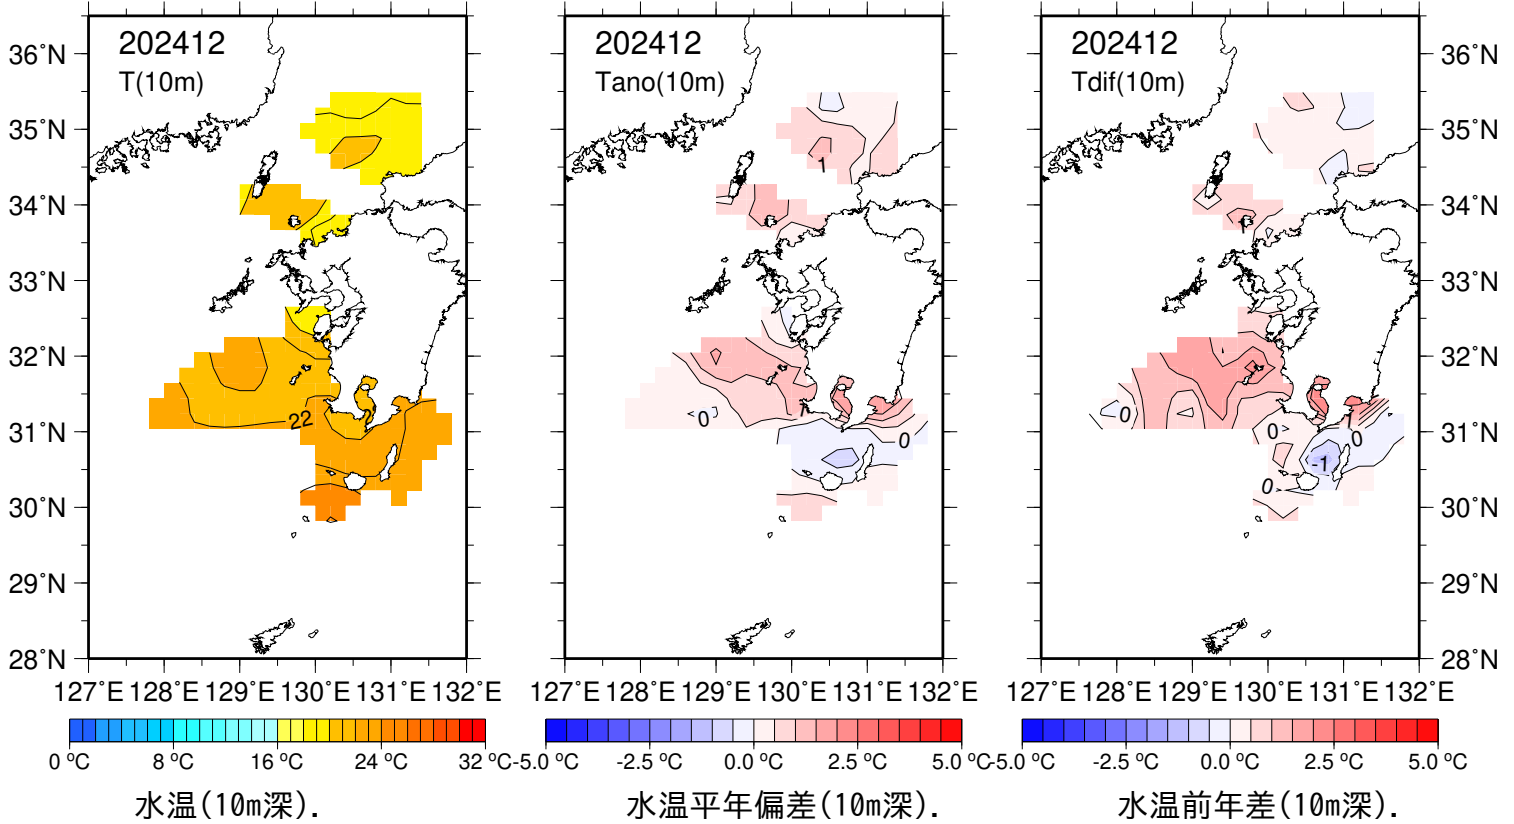 202412
T(10m)
202412
Tano(10m)
202412
Tdif(10m)
36°N
35°N
34°N
33°N
32°N
31°N
30°N
29°N
28°N
36°N
35°N
34°N
33°N
32°N
31°N
30°N
29°N
28°N
22
1
0
0
1
1
0
0
0
-1
0
1
127°E 128°E 129°E 130°E 131°E 132°E
127°E 128°E 129°E 130°E 131°E 132°E
127°E 128°E 129°E 130°E 131°E 132°E
0 ºC 8 ºC 16 ºC 24 ºC 32 ºC
-5.0 ºC -2.5 ºC 0.0 ºC 2.5 ºC 5.0 ºC
-5.0 ºC -2.5 ºC 0.0 ºC 2.5 ºC 5.0 ºC
水温(10m深).
水温平年偏差(10m深).
水温前年差(10m深).